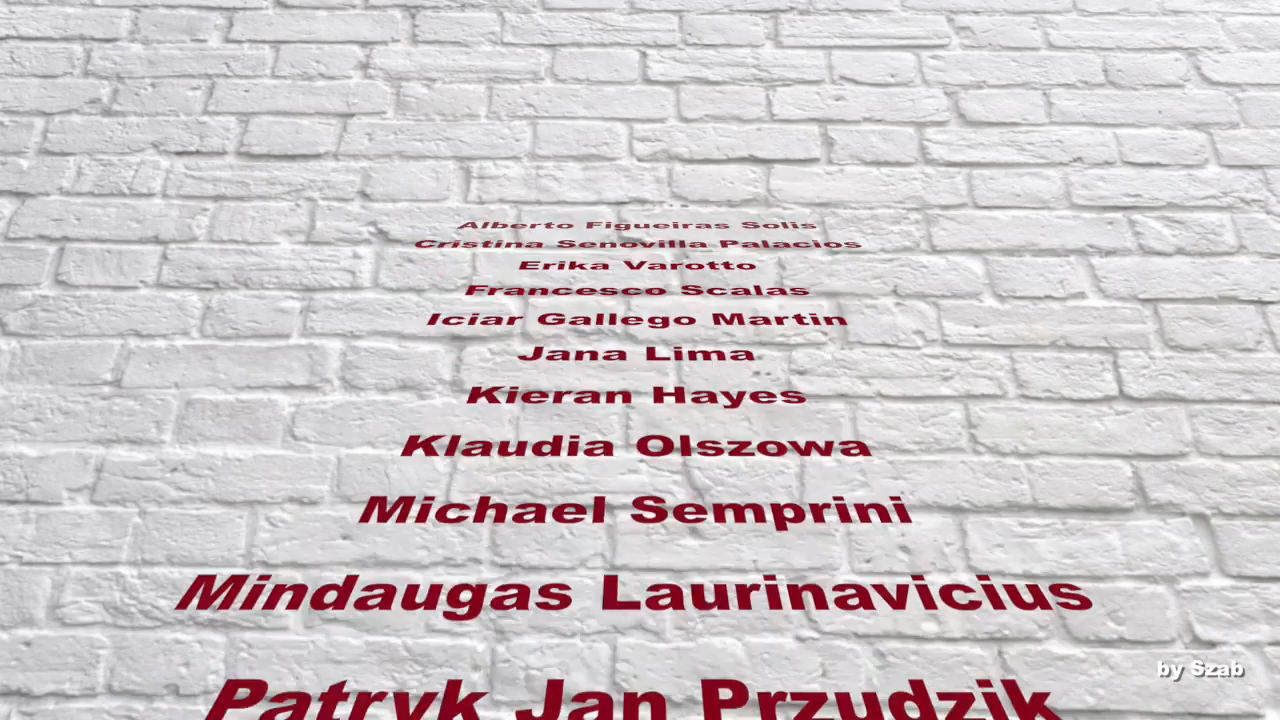 Alberto Figueiras Solis
Cristina Senovilla Palacios
Erika Varotto
Francesco Scalas
Iciar Gallego Martin
Jana Lima
Kieran Hayes
Klaudia Olszowa
Michael Semprini
Mindaugas Laurinavicius
Patryk Jan Przudzik
by Szab